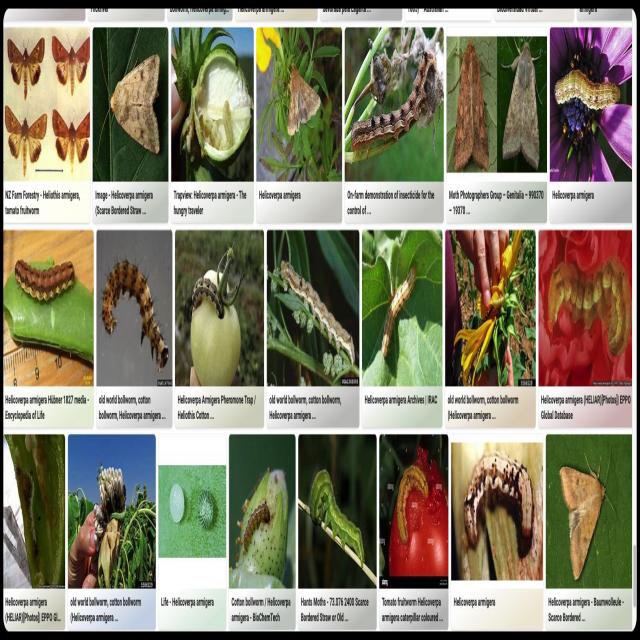 Helicoverpa armigera
NZ Farm Forestry - Heliothis armigera,
tomato fruitworm
Image - Helicoverpa armigera
(Scarce Bordered Straw ...
Trapview: Helicoverpa armigera - The
hungry traveler
Helicoverpa armigera
On-farm demonstration of insecticide for the
control of ...
Moth Photographers Group – Genitalia – 990370
– 19370 ...
Helicoverpa armigera
Helicoverpa armigera Hübner 1827 media -
Encyclopedia of Life
old world bollworm, cotton
bollworm, Helicoverpa armigera ...
Helicoverpa Armigera Pheromone Trap /
Heliothis Cotton ...
old world bollworm, cotton bollworm,
Helicoverpa armigera ...
Helicoverpa armigera Archives | IRAC
old world bollworm, cotton bollworm
(Helicoverpa armigera ...
Helicoverpa armigera (HELIAR)[Photos] EPPO
Global Database
Helicoverpa armigera
(HELIAR)[Photos] EPPO Gl...
old world bollworm, cotton bollworm
(Helicoverpa armigera ...
Life - Helicoverpa armigera
Cotton bollworm / Helicoverpa
armigera - BioChemTech
Hants Moths - 73.076 2400 Scarce
Bordered Straw or Old ...
Tomato fruitworm Helicoverpa
armigera caterpillar coloured ...
Helicoverpa armigera
Helicoverpa armigera - Baumwolleule -
Scarce Bordered ...